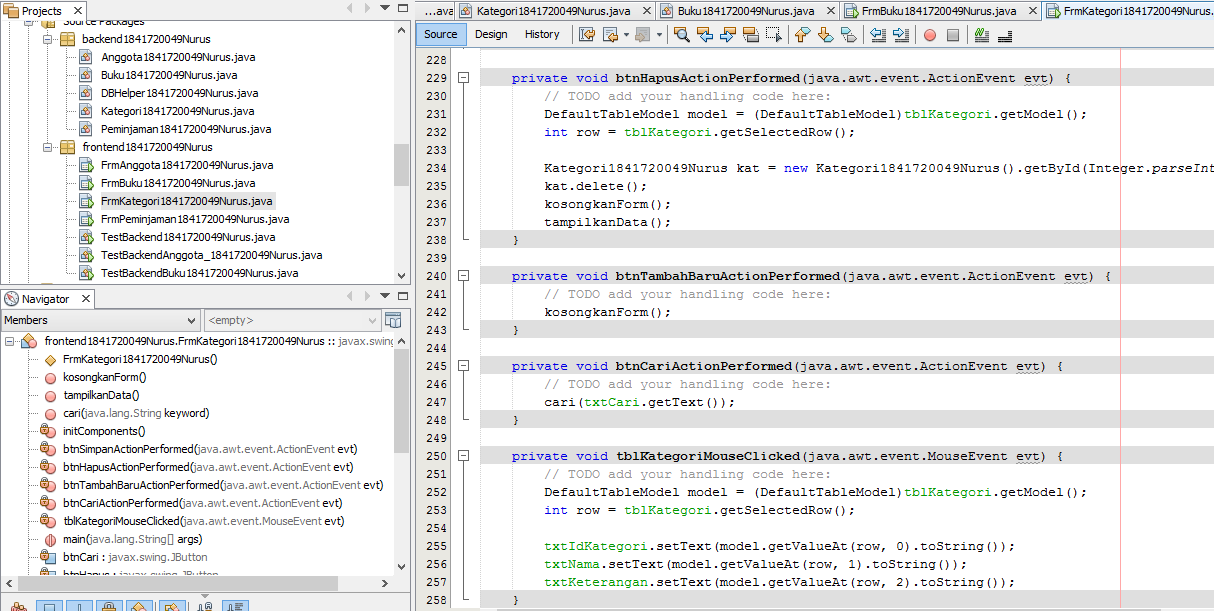 Projects
Source Packages
backend1841720049Nurus
Anggota1841720049Nurus.java
Buku1841720049Nurus.java
DBHelper1841720049Nurus.java
Kategori1841720049Nurus.java
Peminjaman1841720049Nurus.java
frontend1841720049Nurus
FrmAnggota1841720049Nurus.java
FrmBuku1841720049Nurus.java
FrmKategori1841720049Nurus.java
FrmPeminjaman1841720049Nurus.java
TestBackend1841720049Nurus.java
TestBackendAnggota_1841720049Nurus.java
TestBackendBuku1841720049Nurus.java
Navigator
Members
<empty>
frontend1841720049Nurus.FrmKategori1841720049Nurus :: javax.swing
FrmKategori1841720049Nurus()
kosongkanForm()
tampilkanData()
cari(java.lang.String keyword)
initComponents()
btnSimpanActionPerformed(java.awt.event.ActionEvent evt)
btnHapusActionPerformed(java.awt.event.ActionEvent evt)
btnTambahBaruActionPerformed(java.awt.event.ActionEvent evt)
btnCariActionPerformed(java.awt.event.ActionEvent evt)
tblKategoriMouseClicked(java.awt.event.MouseEvent evt)
main(java.lang.String[] args)
btnCari : javax.swing.JButton
btnHapus : javax.swing.JButton
...ava Kategori1841720049Nurus.java Buku1841720049Nurus.java FrmBuku1841720049Nurus.java FrmKategori1841720049Nurus.
Source Design History
228
229 private void btnHapusActionPerformed(java.awt.event.ActionEvent evt) {
230 // TODO add your handling code here:
231 DefaultTableModel model = (DefaultTableModel)tblKategori.getModel();
232 int row = tblKategori.getSelectedRow();
233
234 Kategori1841720049Nurus kat = new Kategori1841720049Nurus().getById(Integer.parseInt
235 kat.delete();
236 kosongkanForm();
237 tampilkanData();
238 }
239
240 private void btnTambahBaruActionPerformed(java.awt.event.ActionEvent evt) {
241 // TODO add your handling code here:
242 kosongkanForm();
243 }
244
245 private void btnCariActionPerformed(java.awt.event.ActionEvent evt) {
246 // TODO add your handling code here:
247 cari(txtCari.getText());
248 }
249
250 private void tblKategoriMouseClicked(java.awt.event.MouseEvent evt) {
251 // TODO add your handling code here:
252 DefaultTableModel model = (DefaultTableModel)tblKategori.getModel();
253 int row = tblKategori.getSelectedRow();
254
255 txtIdKategori.setText(model.getValueAt(row, 0).toString());
256 txtNama.setText(model.getValueAt(row, 1).toString());
257 txtKeterangan.setText(model.getValueAt(row, 2).toString());
258 }